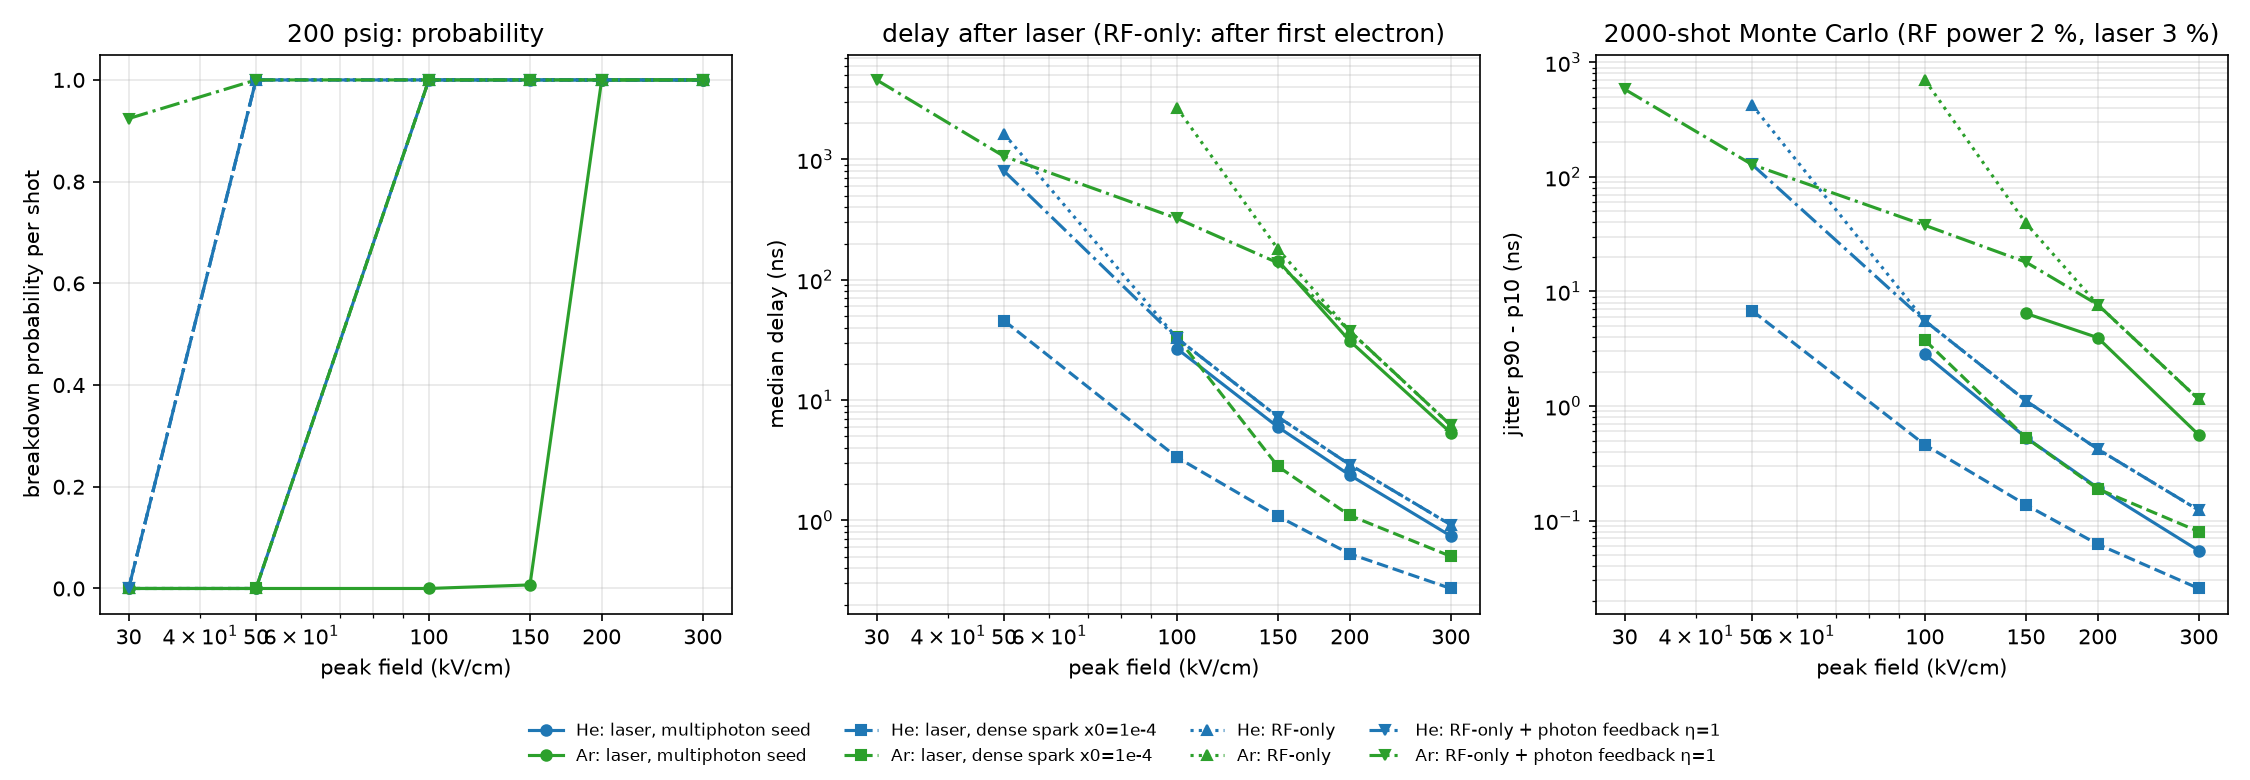 200 psig: probability
delay after laser (RF-only: after first electron)
2000-shot Monte Carlo (RF power 2 %, laser 3 %)
breakdown probability per shot
1.0
0.8
0.6
0.4
0.2
0.0
30
4 × 10¹
50
6 × 10¹
100
150
200
300
peak field (kV/cm)
median delay (ns)
10³
10²
10¹
10⁰
30
4 × 10¹
50
6 × 10¹
100
150
200
300
peak field (kV/cm)
jitter p90 - p10 (ns)
10³
10²
10¹
10⁰
10⁻¹
30
4 × 10¹
50
6 × 10¹
100
150
200
300
peak field (kV/cm)
He: laser, multiphoton seed
He: laser, dense spark x0=1e-4
He: RF-only
He: RF-only + photon feedback η=1
Ar: laser, multiphoton seed
Ar: laser, dense spark x0=1e-4
Ar: RF-only
Ar: RF-only + photon feedback η=1